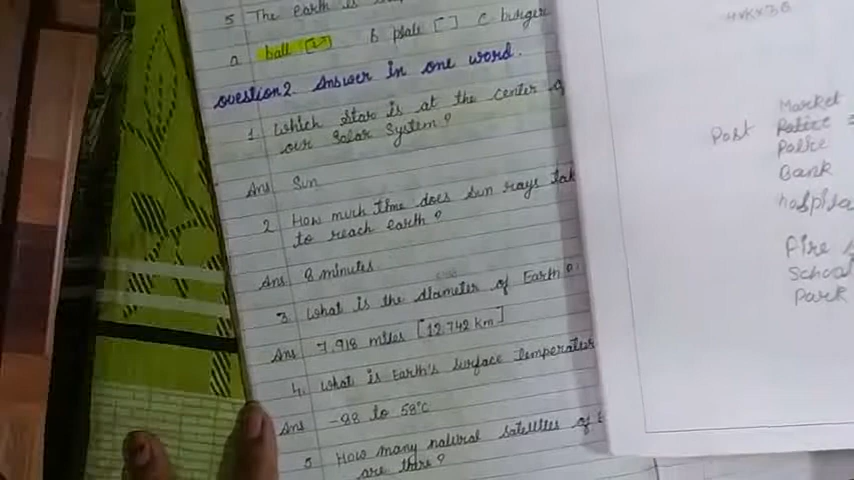 5 The Earth is
a ball [✓] b plate [ ] c burger
Question 2. Answer in one word.
1. Which star is at the center of
our Solar System?
Ans Sun
2 How much time does sun rays tak
to reach earth?
Ans 8 minutes
3. What is the diameter of Earth?
Ans 7,918 miles [12,742 km]
4. What is Earth's surface temperature
Ans -88 to 58°C
5 How many natural satellites of E
are there?
Market
Post Police
Police
Bank
hospita
Fire
School
Park